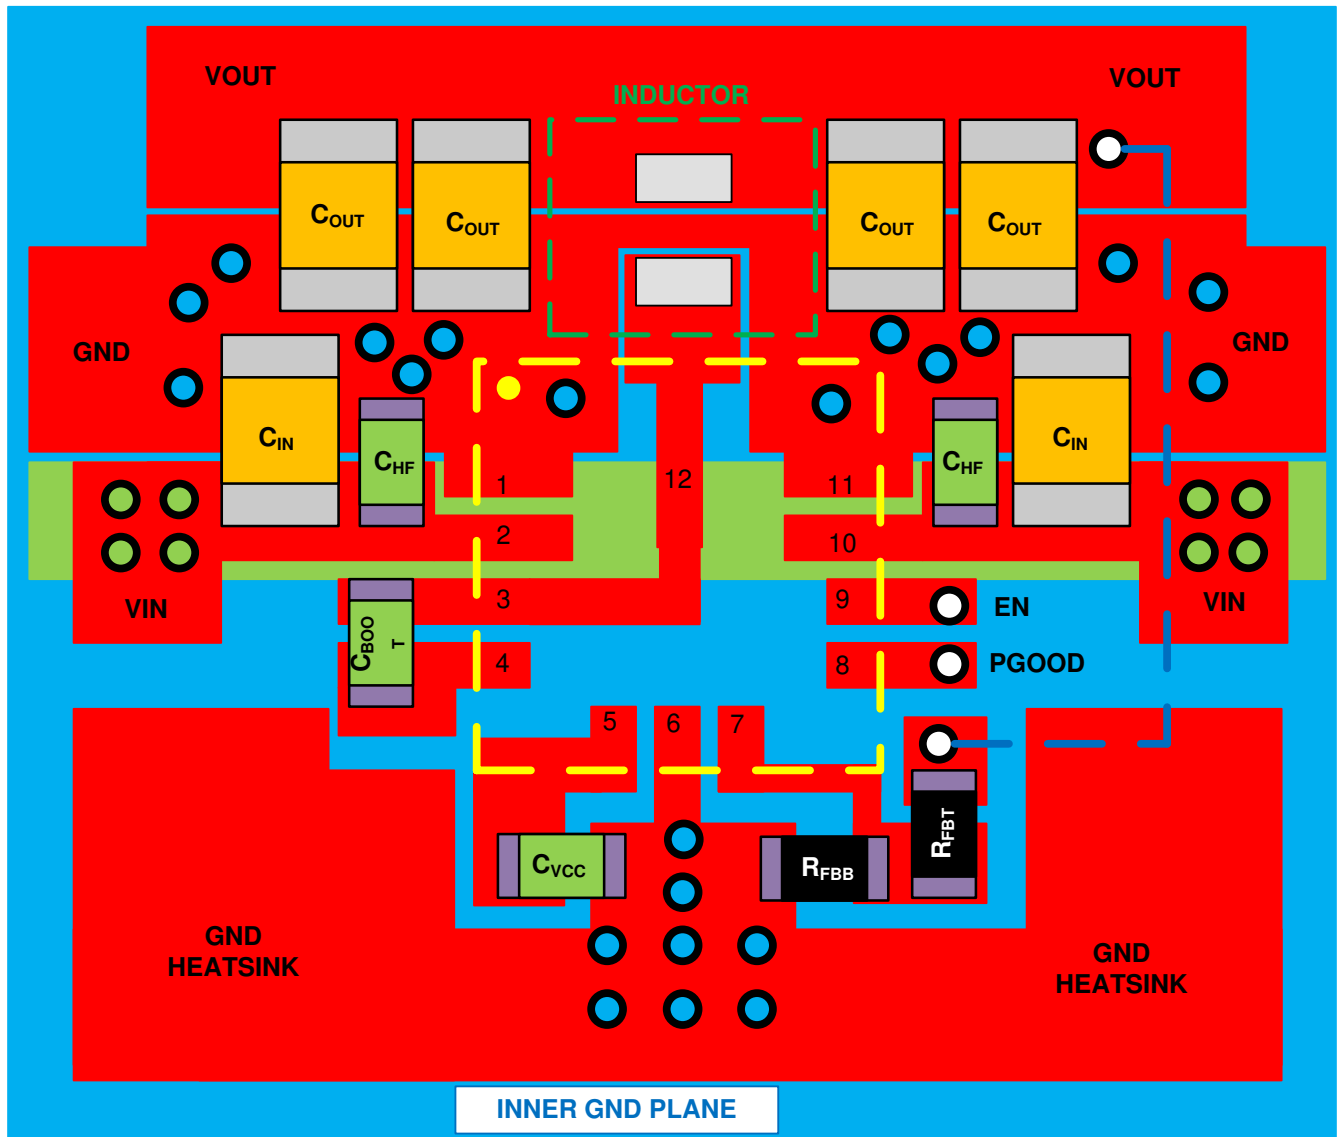 VOUT
VOUT
INDUCTOR
COUT
COUT
COUT
COUT
GND
GND
CIN
CHF
CHF
CIN
1
12
11
2
10
VIN
3
9
EN
VIN
CBOO
T
4
8
PGOOD
5
6
7
RFBT
CVCC
RFBB
GND
HEATSINK
GND
HEATSINK
INNER GND PLANE